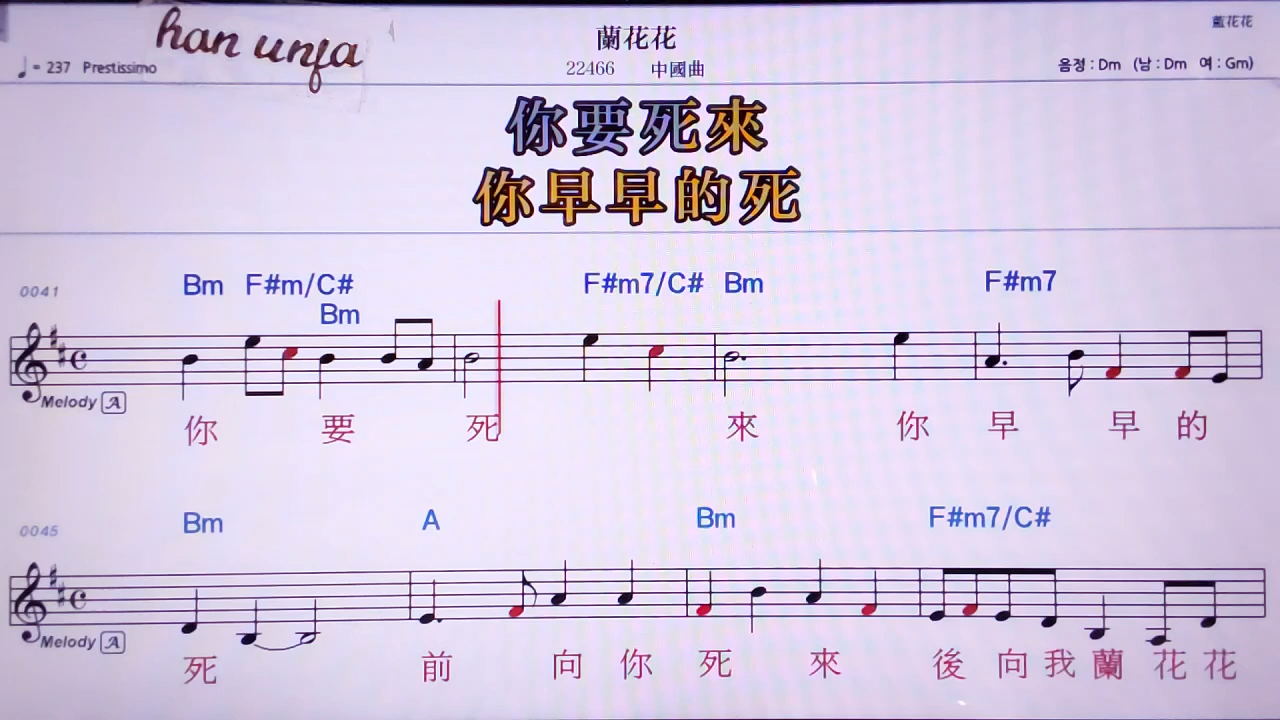 han unja
蘭花花
藍花花
♩= 237 Prestissimo
22466 中國曲
음정 : Dm (남 : Dm 여 : Gm)
你要死來
你早早的死
0041
Bm F#m/C# F#m7/C# Bm F#m7
Bm
Melody A
你 要 死 來 你 早 早 的
0045
Bm A Bm F#m7/C#
Melody A
死 前 向 你 死 來 後 向 我 蘭 花 花